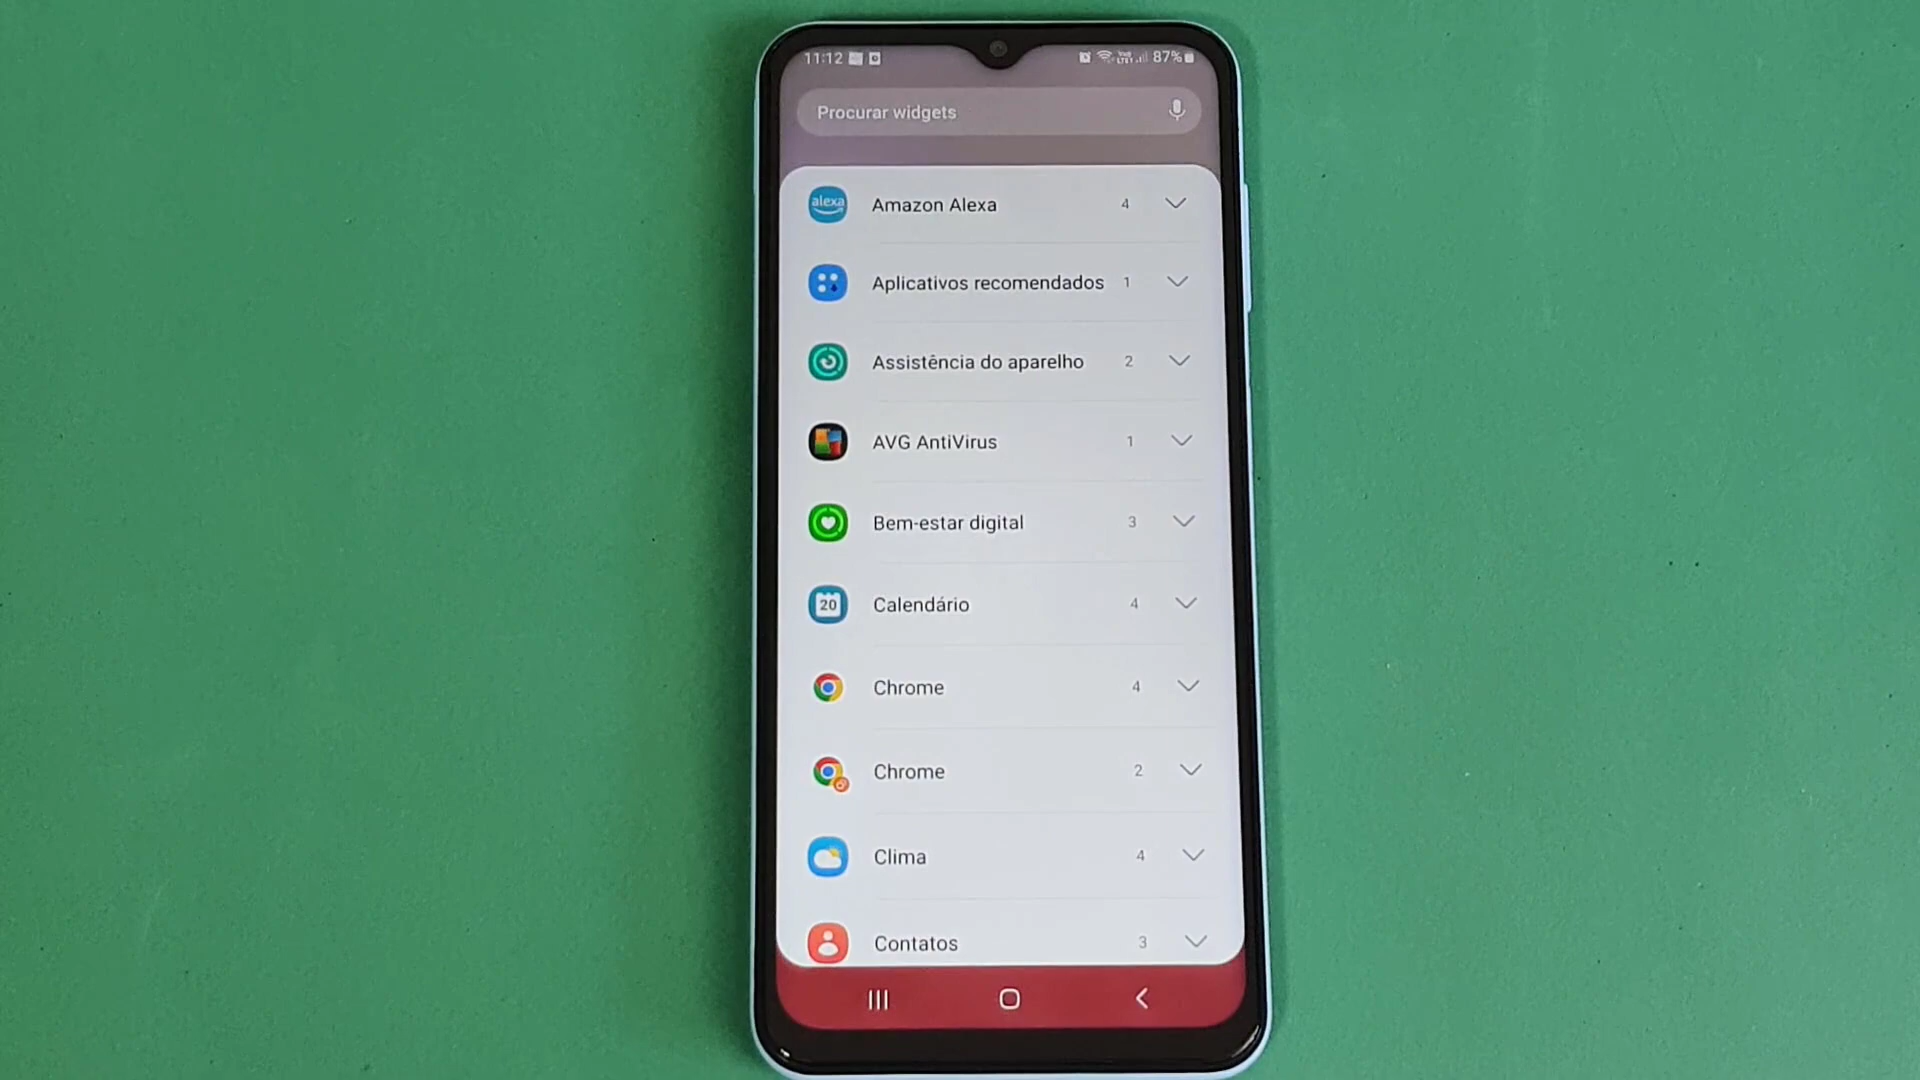 11:12 87%
Procurar widgets
alexa Amazon Alexa 4
Aplicativos recomendados 1
Assistência do aparelho 2
AVG AntiVirus 1
Bem-estar digital 3
20 Calendário 4
Chrome 4
Chrome 2
Clima 4
Contatos 3